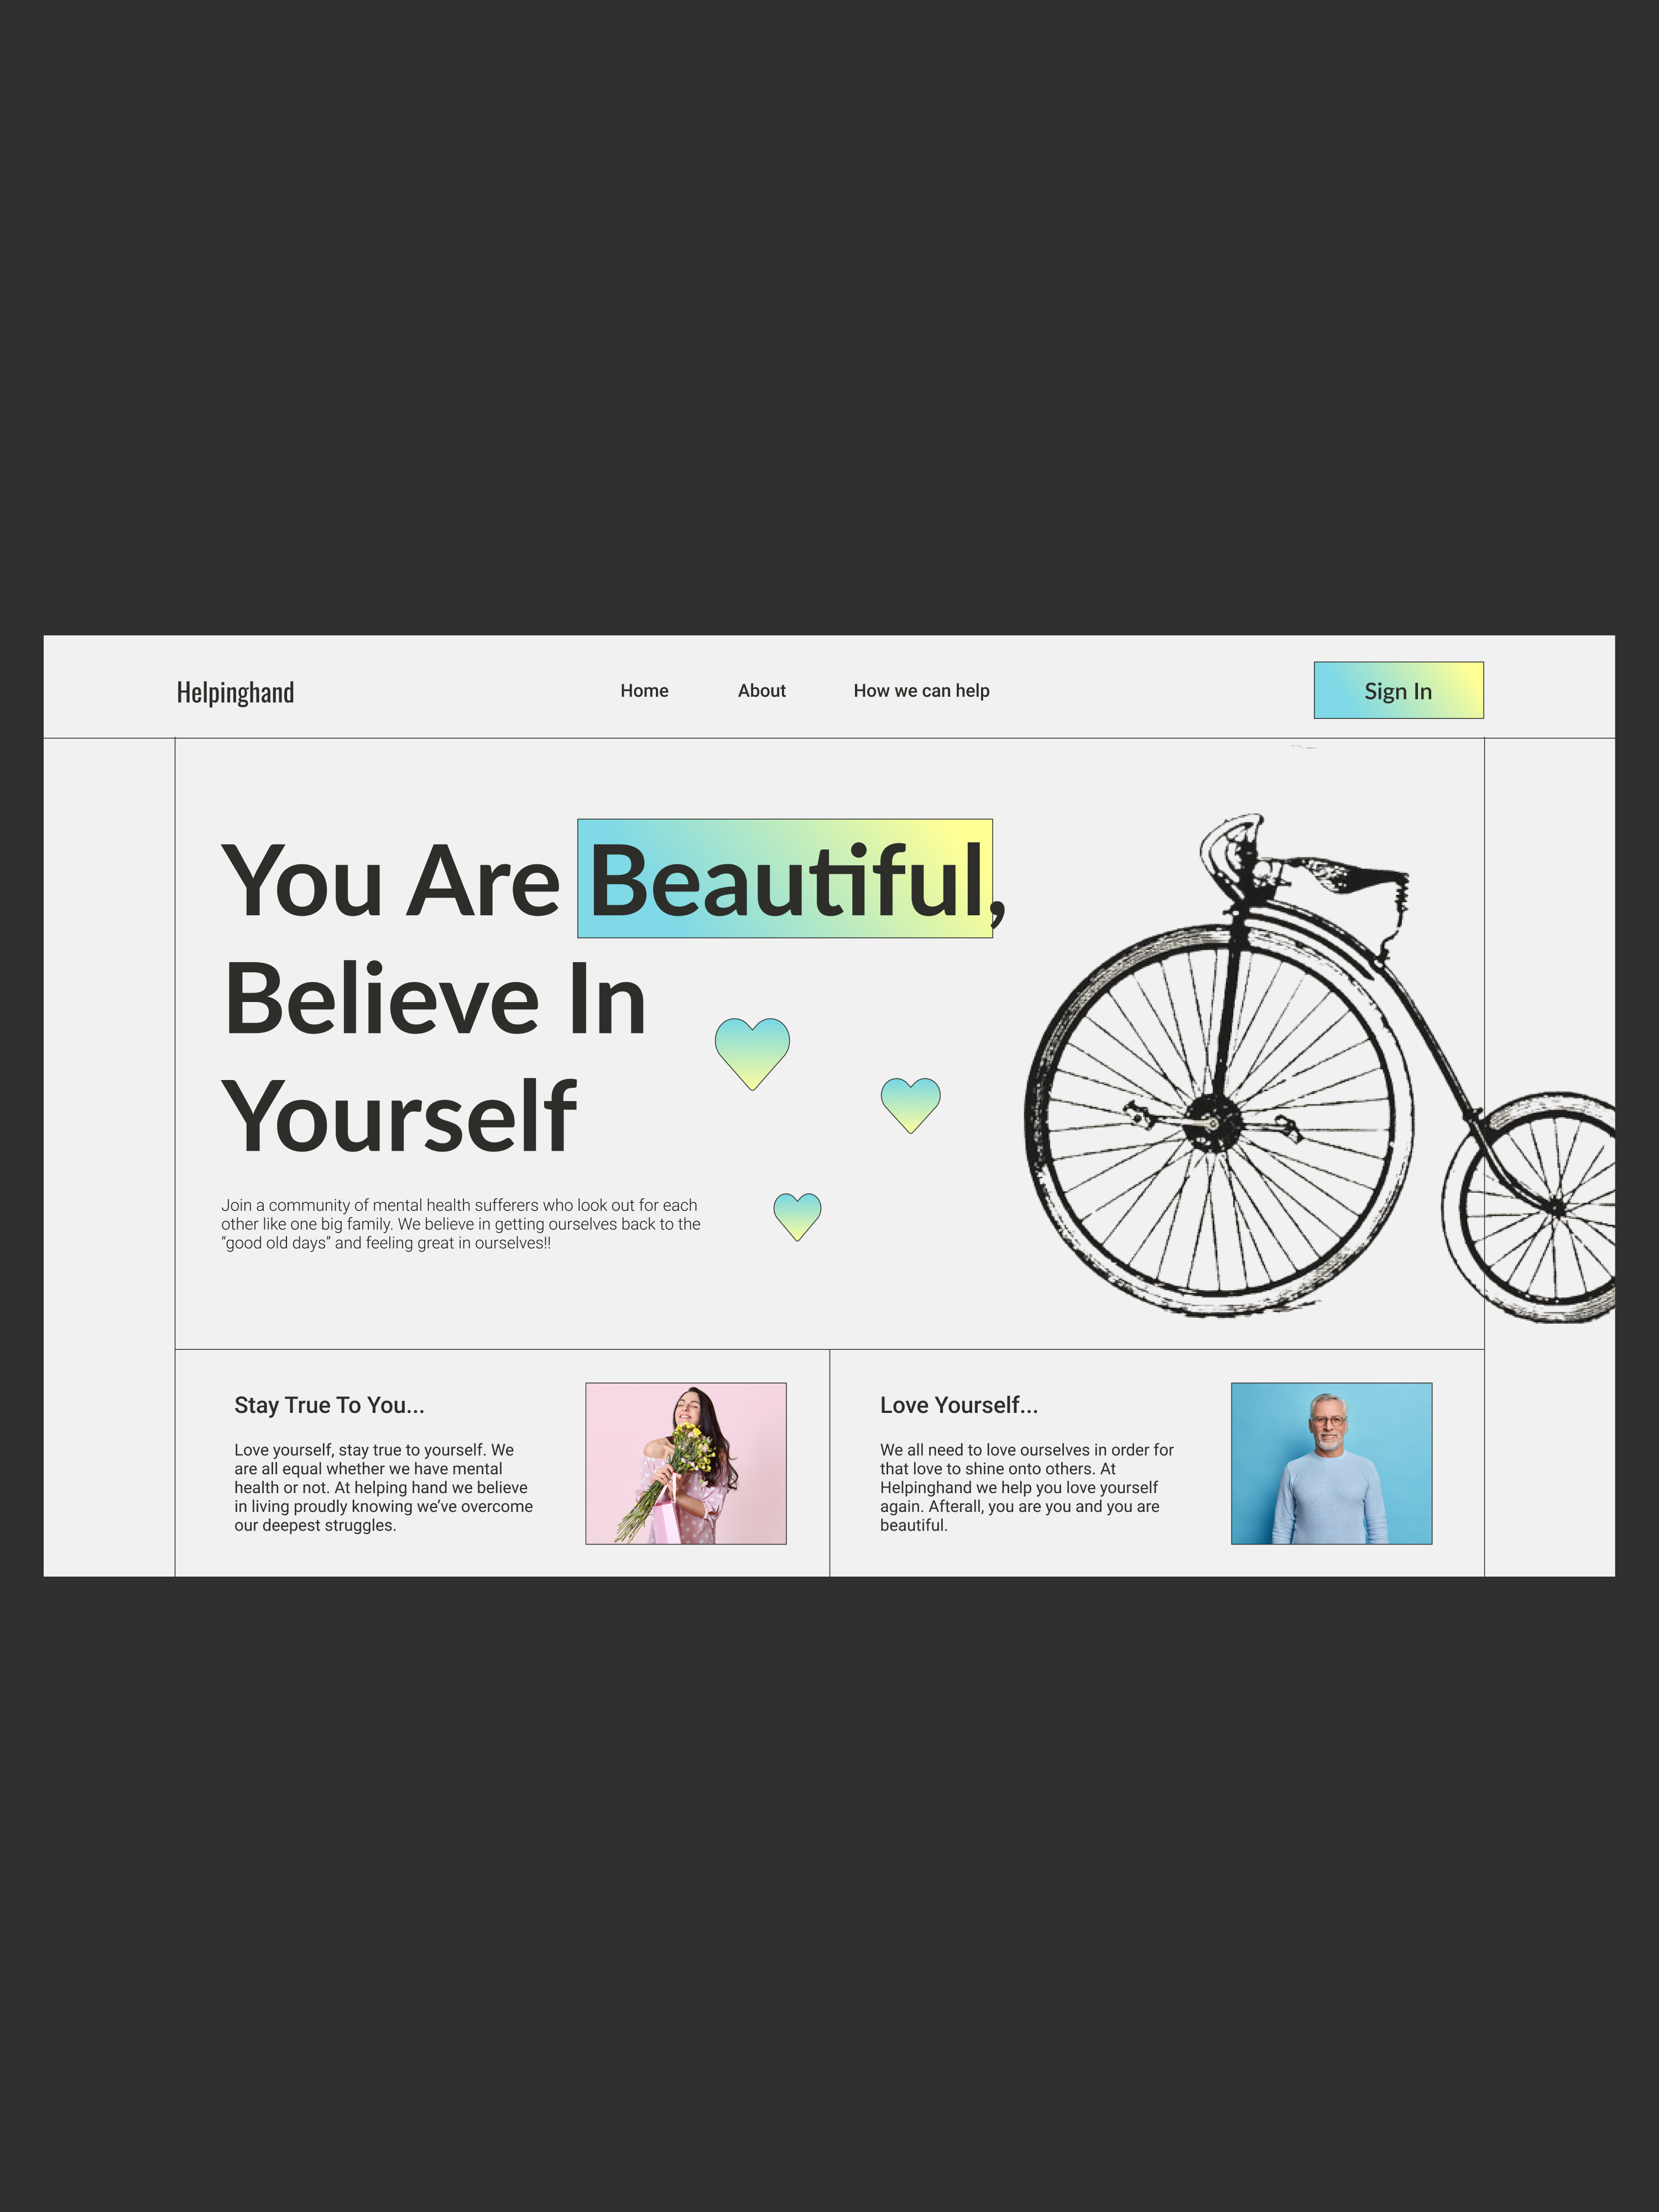 Helpinghand
Home
About
How we can help
Sign In
You Are Beautiful,
Believe In
Yourself
Join a community of mental health sufferers who look out for each
other like one big family. We believe in getting ourselves back to the
“good old days” and feeling great in ourselves!!
Stay True To You...
Love yourself, stay true to yourself. We
are all equal whether we have mental
health or not. At helping hand we believe
in living proudly knowing we’ve overcome
our deepest struggles.
Love Yourself...
We all need to love ourselves in order for
that love to shine onto others. At
Helpinghand we help you love yourself
again. Afterall, you are you and you are
beautiful.